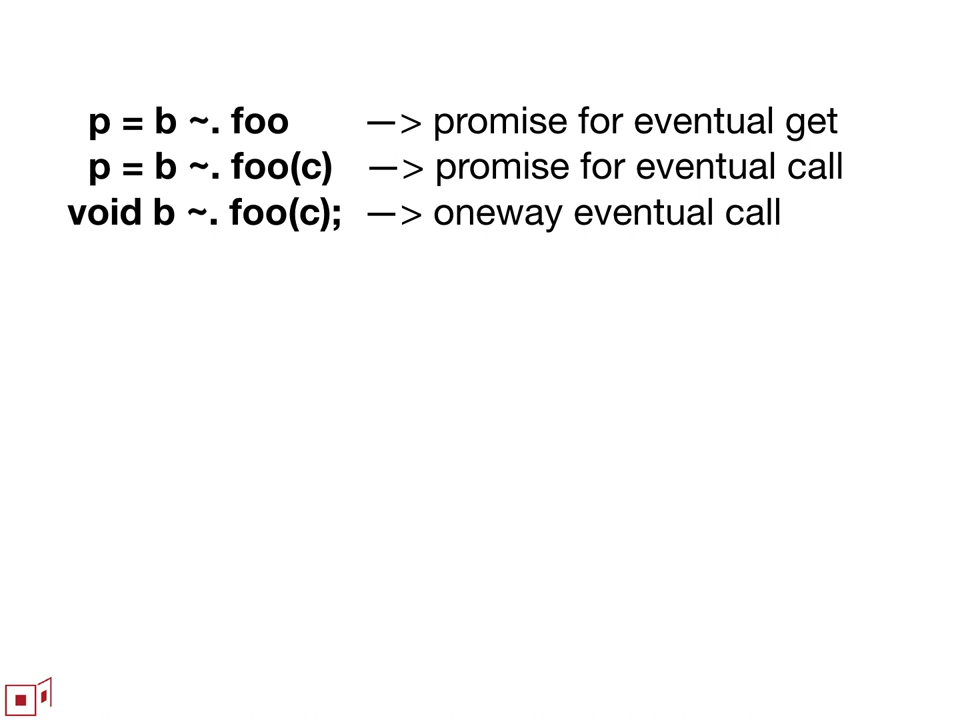 p = b ~. foo —> promise for eventual get
p = b ~. foo(c) —> promise for eventual call
void b ~. foo(c); —> oneway eventual call